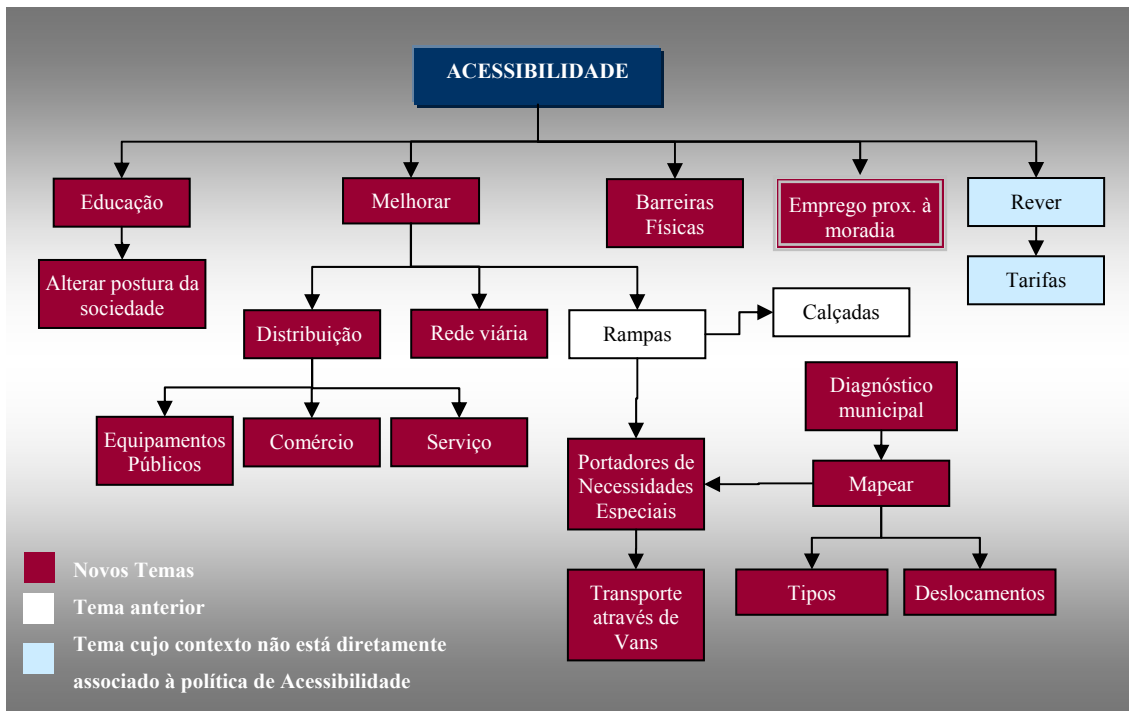 ACESSIBILIDADE
Educação
Melhorar
Barreiras
Físicas
Emprego prox. à
moradia
Rever
Alterar postura da
sociedade
Tarifas
Distribuição
Rede viária
Rampas
Calçadas
Equipamentos
Públicos
Comércio
Serviço
Diagnóstico
municipal
Portadores de
Necessidades
Especiais
Mapear
Transporte
através de
Vans
Tipos
Deslocamentos
Novos Temas
Tema anterior
Tema cujo contexto não está diretamente
associado à política de Acessibilidade